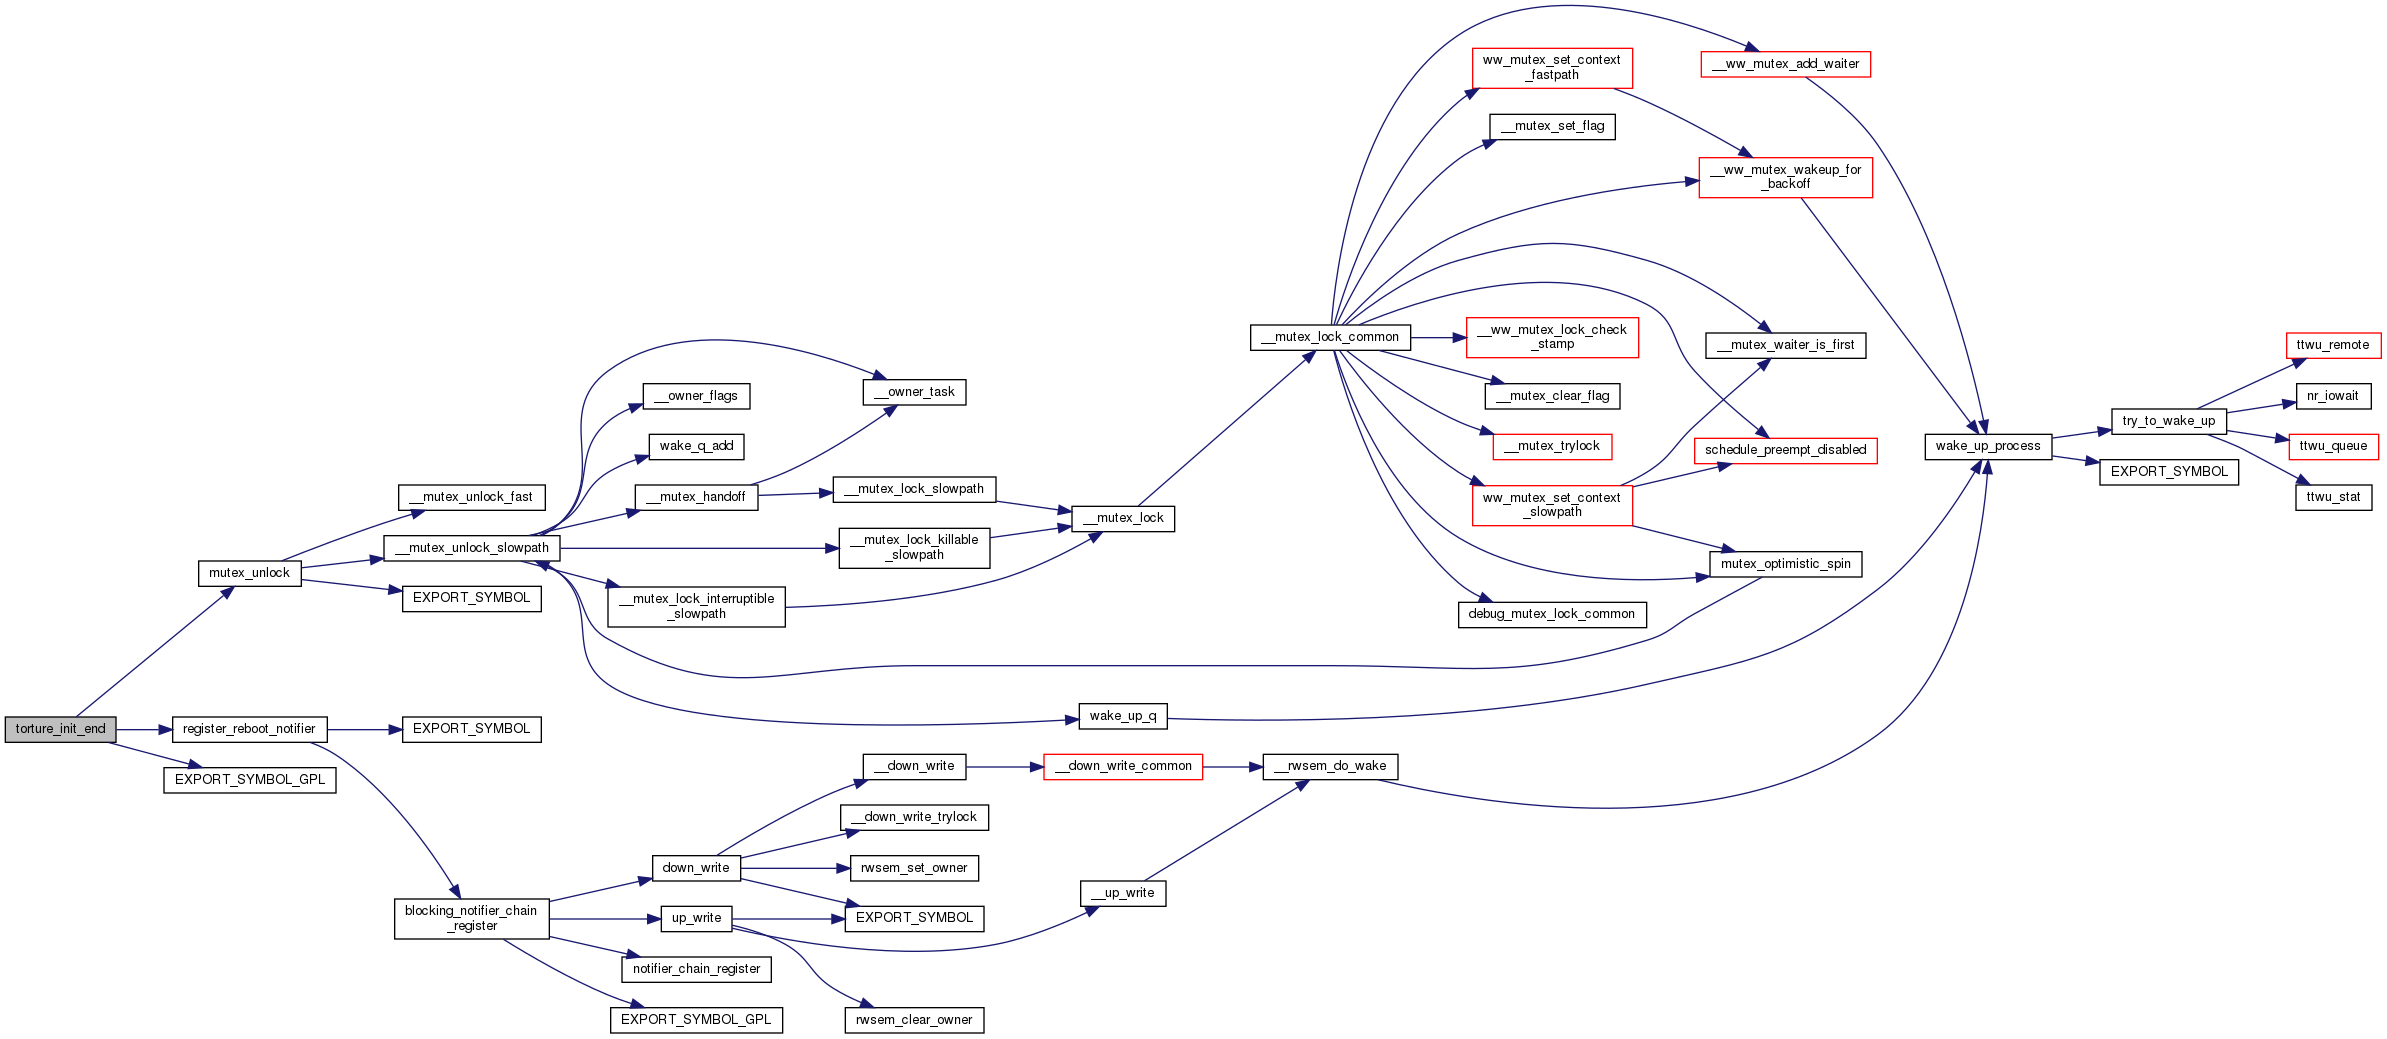 torture_init_end
mutex_unlock
register_reboot_notifier
EXPORT_SYMBOL_GPL
__mutex_unlock_fast
__mutex_unlock_slowpath
EXPORT_SYMBOL
EXPORT_SYMBOL
blocking_notifier_chain
_register
__owner_flags
wake_q_add
__mutex_handoff
__mutex_lock_interruptible
_slowpath
down_write
up_write
notifier_chain_register
EXPORT_SYMBOL_GPL
__owner_task
__mutex_lock_slowpath
__mutex_lock_killable
_slowpath
__down_write
__down_write_trylock
rwsem_set_owner
EXPORT_SYMBOL
rwsem_clear_owner
__mutex_lock
wake_up_q
__down_write_common
__up_write
__mutex_lock_common
__rwsem_do_wake
ww_mutex_set_context
_fastpath
__mutex_set_flag
__ww_mutex_lock_check
_stamp
__mutex_clear_flag
__mutex_trylock
ww_mutex_set_context
_slowpath
debug_mutex_lock_common
__ww_mutex_add_waiter
__ww_mutex_wakeup_for
_backoff
__mutex_waiter_is_first
schedule_preempt_disabled
mutex_optimistic_spin
wake_up_process
try_to_wake_up
EXPORT_SYMBOL
ttwu_remote
nr_iowait
ttwu_queue
ttwu_stat